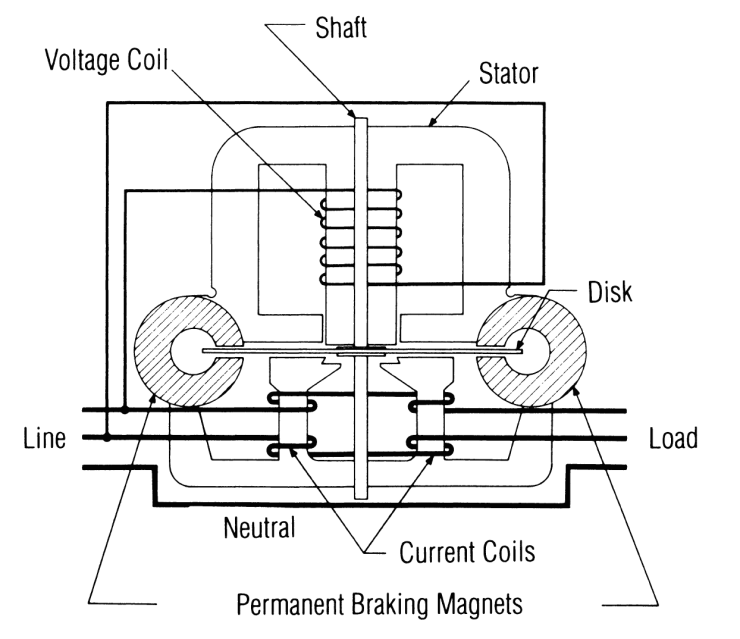 Shaft
Voltage Coil
Stator
Disk
Line
Load
Neutral
Current Coils
Permanent Braking Magnets